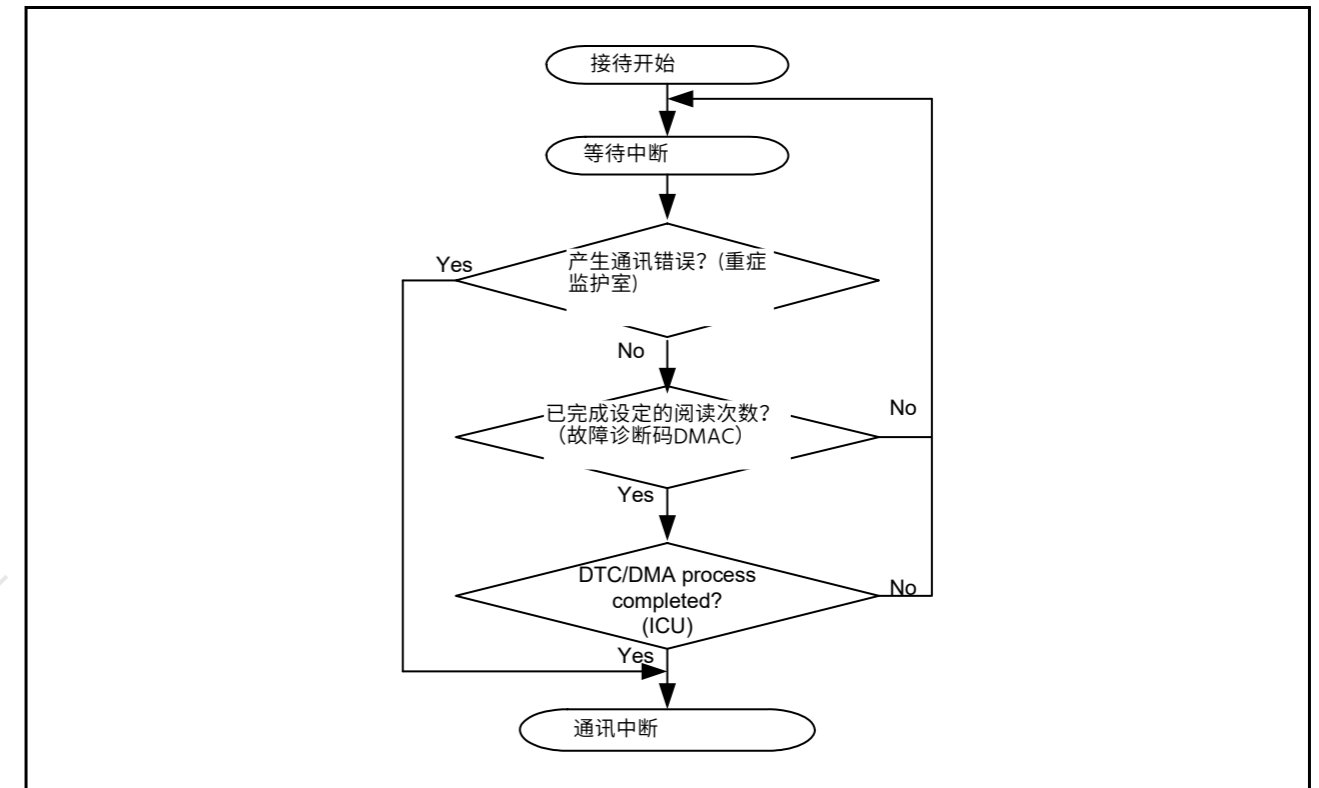 接待开始
等待中断
Yes
产生通讯错误？(重症
监护室)
No
已完成设定的阅读次数？
（故障诊断码DMAC）
No
Yes
DTC/DMA process
completed?
(ICU)
No
Yes
通讯中断